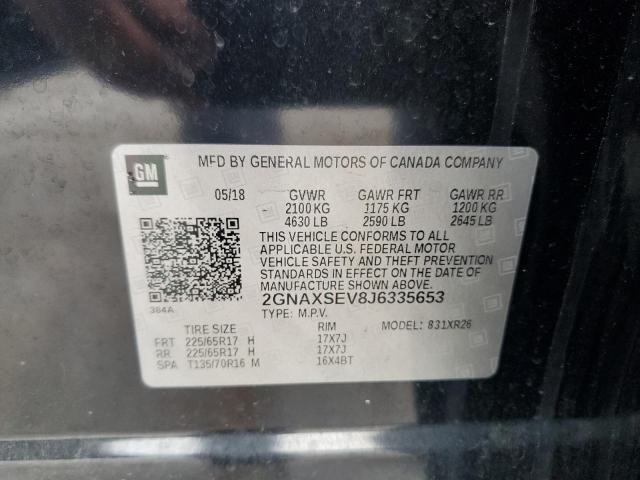 GM
MFD BY GENERAL MOTORS OF CANADA COMPANY
05/18 GVWR GAWR FRT GAWR RR
2100 KG 1175 KG 1200 KG
4630 LB 2590 LB 2645 LB
THIS VEHICLE CONFORMS TO ALL
APPLICABLE U.S. FEDERAL MOTOR
VEHICLE SAFETY AND THEFT PREVENTION
STANDARDS IN EFFECT ON THE DATE OF
MANUFACTURE SHOWN ABOVE.
2GNAXSEV8J6335653
384A TYPE: M.P.V.
TIRE SIZE RIM MODEL: 831XR26
FRT 225/65R17 H 17X7J
RR 225/65R17 H 17X7J
SPA T135/70R16 M 16X4BT